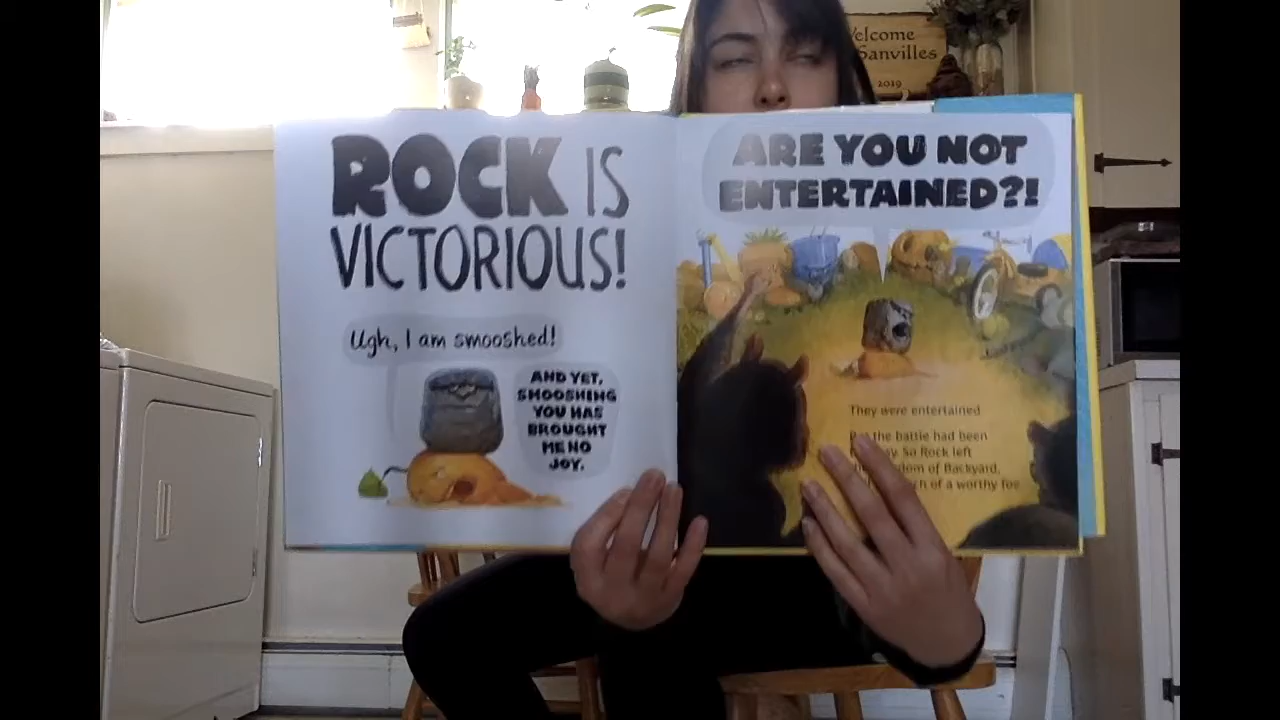 Welcome
Sanvilles
2019
ROCK IS
VICTORIOUS!
Ugh, I am smooshed!
AND YET,
SMOOSHING
YOU HAS
BROUGHT
ME NO
JOY.
ARE YOU NOT
ENTERTAINED?!
They were entertained
the battle had been
So Rock left
of Backyard,
of a worthy foe